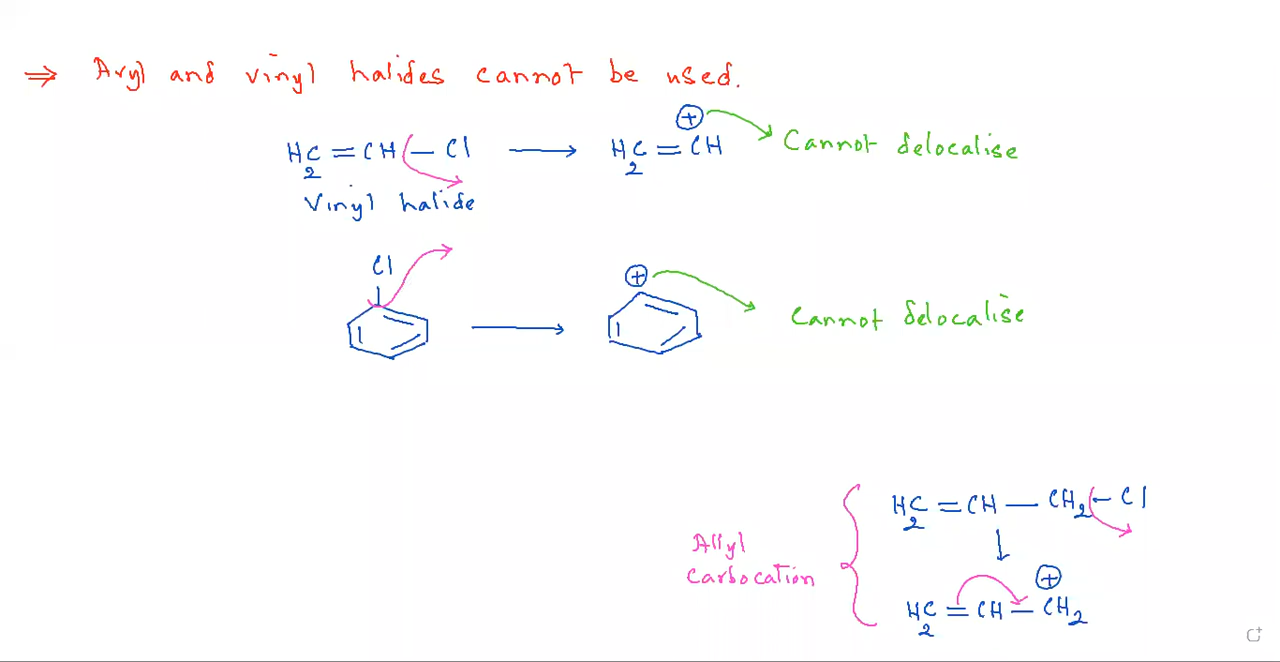 ⇒ Aryl and vinyl halides cannot be used.
H₂C = CH — Cl ⟶ H₂C = C⊕H Cannot delocalise
Vinyl halide
Cl
⊕ Cannot delocalise
H₂C = CH — CH₂ — Cl
Allyl
carbocation
⊕
H₂C = CH — CH₂